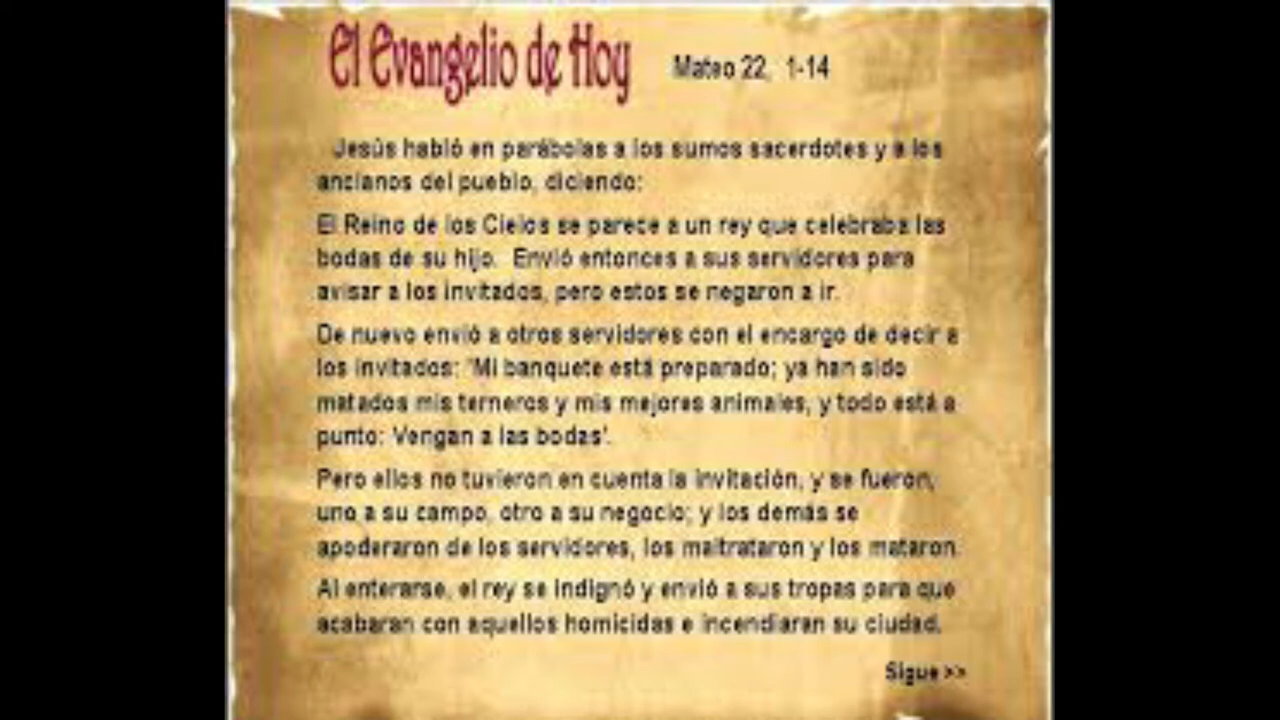 El Evangelio de Hoy Mateo 22, 1-14
Jesús habló en parábolas a los sumos sacerdotes y a los
ancianos del pueblo, diciendo:
El Reino de los Cielos se parece a un rey que celebraba las
bodas de su hijo. Envió entonces a sus servidores para
avisar a los invitados, pero estos se negaron a ir.
De nuevo envió a otros servidores con el encargo de decir a
los invitados: 'Mi banquete está preparado; ya han sido
matados mis terneros y mis mejores animales, y todo está a
punto: Vengan a las bodas'.
Pero ellos no tuvieron en cuenta la invitación, y se fueron,
uno a su campo, otro a su negocio; y los demás se
apoderaron de los servidores, los maltrataron y los mataron.
Al enterarse, el rey se indignó y envió a sus tropas para que
acabaran con aquellos homicidas e incendiaran su ciudad.
Sigue >>